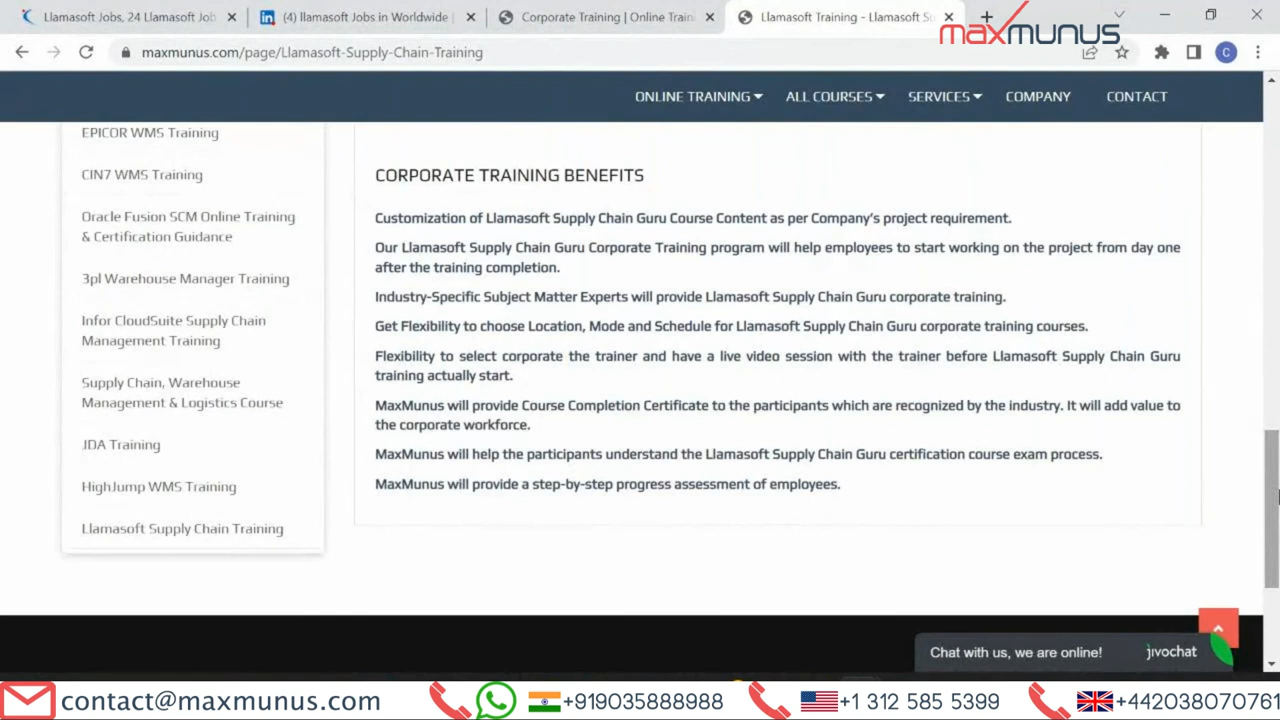 Llamasoft Jobs, 24 Llamasoft Job
(4) llamasoft Jobs in Worldwide |
Corporate Training | Online Train
Llamasoft Training - Llamasoft Su
maxmunus
maxmunus.com/page/Llamasoft-Supply-Chain-Training
C
ONLINE TRAINING
ALL COURSES
SERVICES
COMPANY
CONTACT
EPICOR WMS Training
CIN7 WMS Training
Oracle Fusion SCM Online Training
& Certification Guidance
3pl Warehouse Manager Training
Infor CloudSuite Supply Chain
Management Training
Supply Chain, Warehouse
Management & Logistics Course
JDA Training
HighJump WMS Training
Llamasoft Supply Chain Training
CORPORATE TRAINING BENEFITS
Customization of Llamasoft Supply Chain Guru Course Content as per Company's project requirement.
Our Llamasoft Supply Chain Guru Corporate Training program will help employees to start working on the project from day one
after the training completion.
Industry-Specific Subject Matter Experts will provide Llamasoft Supply Chain Guru corporate training.
Get Flexibility to choose Location, Mode and Schedule for Llamasoft Supply Chain Guru corporate training courses.
Flexibility to select corporate the trainer and have a live video session with the trainer before Llamasoft Supply Chain Guru
training actually start.
MaxMunus will provide Course Completion Certificate to the participants which are recognized by the industry. It will add value to
the corporate workforce.
MaxMunus will help the participants understand the Llamasoft Supply Chain Guru certification course exam process.
MaxMunus will provide a step-by-step progress assessment of employees.
Chat with us, we are online!
jivochat
contact@maxmunus.com
+919035888988
+1 312 585 5399
+442038070761